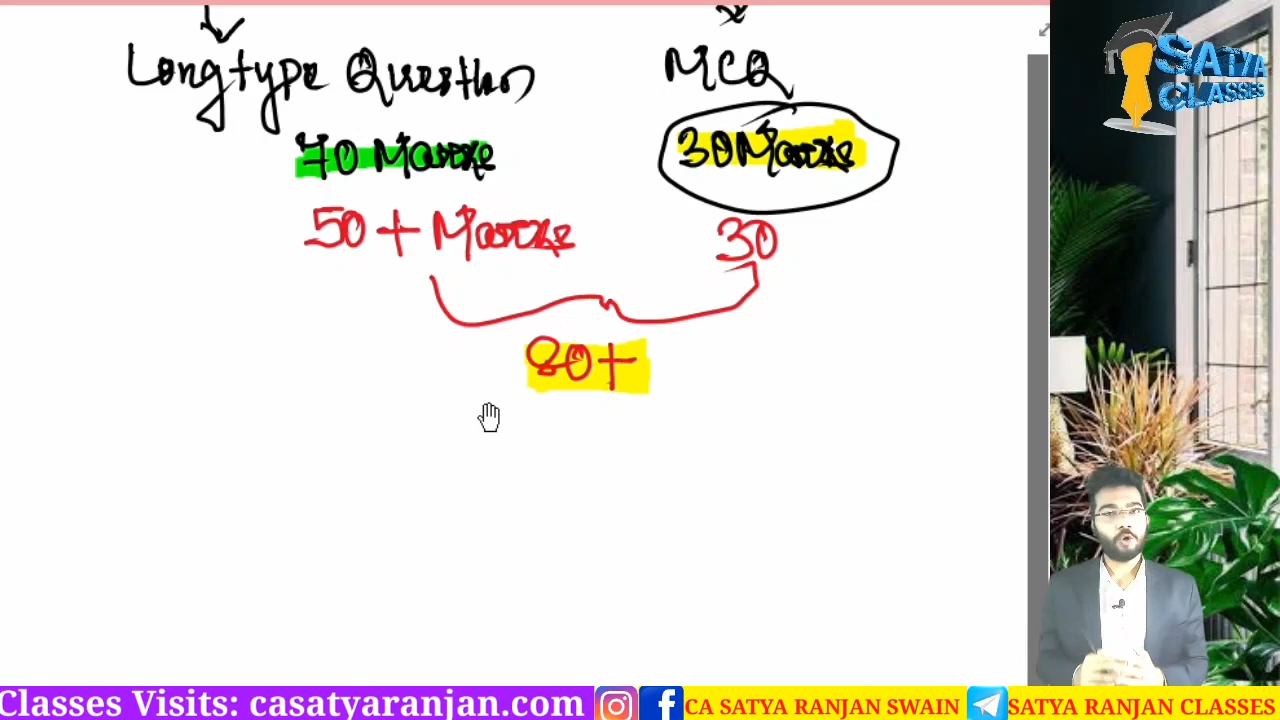 Longtype Question
MCQ
70 Marks
30 Marks
50 + Marks
30
80+
SATYA
CLASSES
Classes Visits: casatyaranjan.com
CA SATYA RANJAN SWAIN
SATYA RANJAN CLASSES